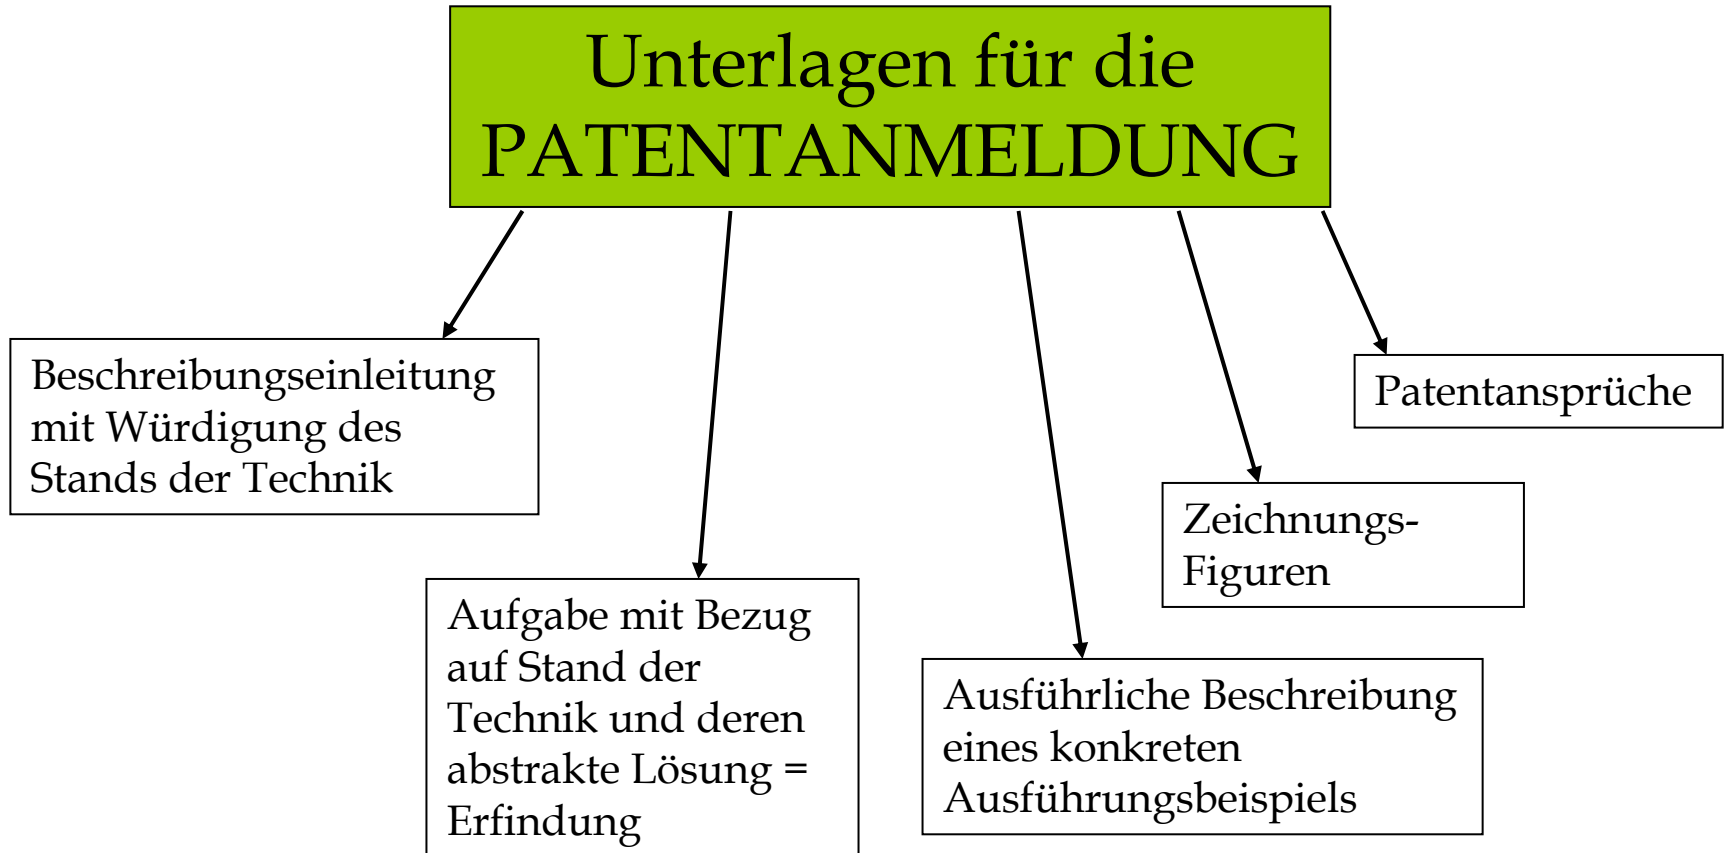 Unterlagen für die
PATENTANMELDUNG
Beschreibungseinleitung
mit Würdigung des
Stands der Technik
Aufgabe mit Bezug
auf Stand der
Technik und deren
abstrakte Lösung =
Erfindung
Ausführliche Beschreibung
eines konkreten
Ausführungsbeispiels
Zeichnungs-
Figuren
Patentansprüche